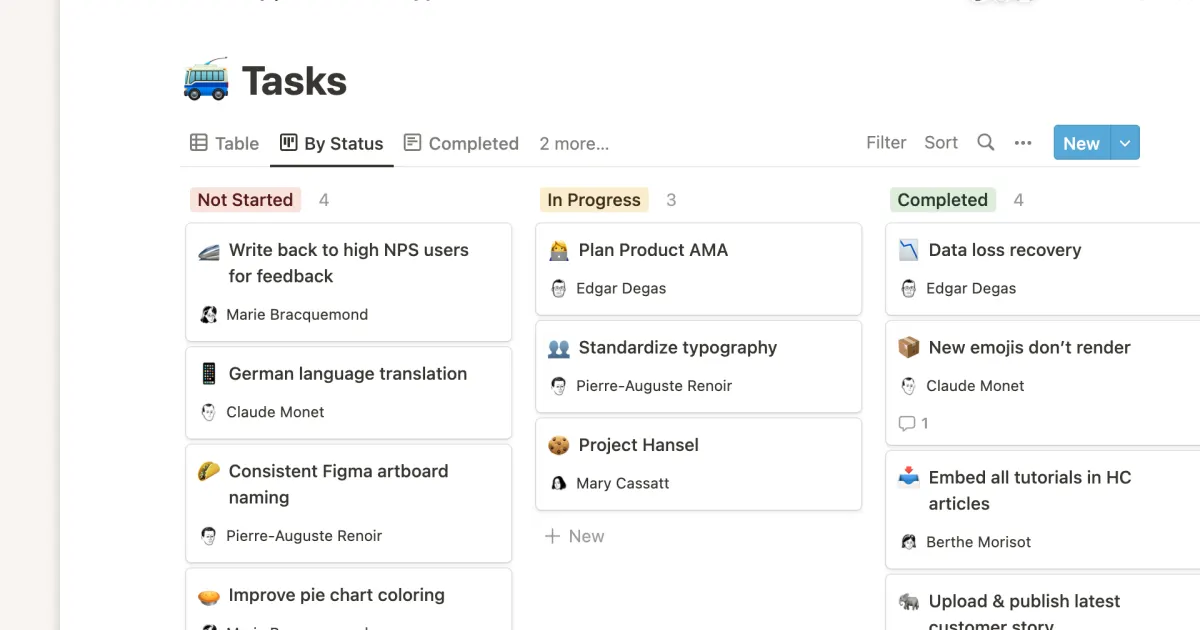 Tasks
Table
By Status
Completed
2 more...
Filter
Sort
New
Not Started 4
Write back to high NPS users
for feedback
Marie Bracquemond
German language translation
Claude Monet
Consistent Figma artboard
naming
Pierre-Auguste Renoir
Improve pie chart coloring
In Progress 3
Plan Product AMA
Edgar Degas
Standardize typography
Pierre-Auguste Renoir
Project Hansel
Mary Cassatt
New
Completed 4
Data loss recovery
Edgar Degas
New emojis don’t render
Claude Monet
1
Embed all tutorials in HC
articles
Berthe Morisot
Upload & publish latest
customer story